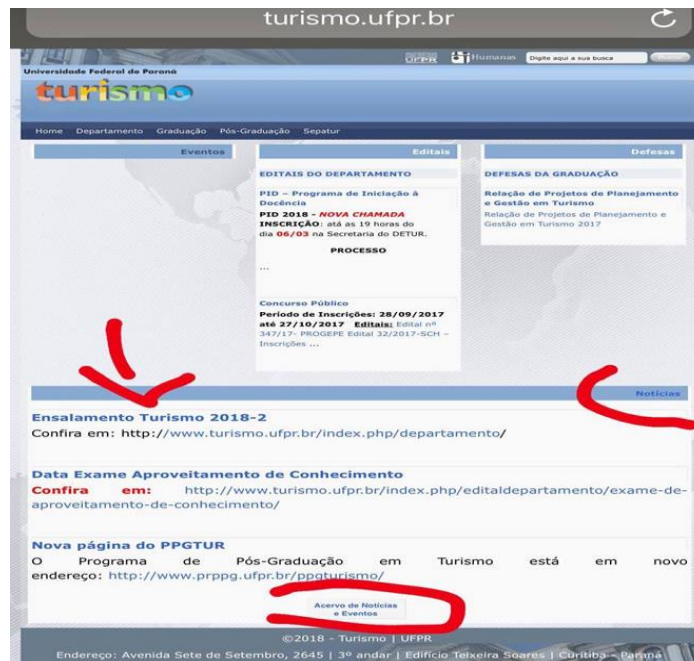 turismo.ufpr.br
UFPR
Humanas
Digite aqui a sua busca
Universidade Federal do Paraná
turismo
Home Departamento Graduação Pós-Graduação Sepatur
Eventos
Editais
EDITAIS DO DEPARTAMENTO
PID – Programa de Iniciação à
Docência
PID 2018 - NOVA CHAMADA
INSCRIÇÃO: até as 19 horas do
dia 06/03 na Secretaria do DETUR.
PROCESSO
...
Concurso Público
Período de Inscrições: 28/09/2017
até 27/10/2017 Editais: Edital nº
347/17- PROGEPE Edital 32/2017-SCH –
Inscrições ...
Defesas
DEFESAS DA GRADUAÇÃO
Relação de Projetos de Planejamento
e Gestão em Turismo
Relação de Projetos de Planejamento e
Gestão em Turismo 2017
Notícias
Ensalamento Turismo 2018-2
Confira em: http://www.turismo.ufpr.br/index.php/departamento/
Data Exame Aproveitamento de Conhecimento
Confira em: http://www.turismo.ufpr.br/index.php/editaldepartamento/exame-de-
aproveitamento-de-conhecimento/
Nova página do PPGTUR
O Programa de Pós-Graduação em Turismo está em novo
endereço: http://www.prppg.ufpr.br/ppgturismo/
Acervo de Notícias
e Eventos
©2018 - Turismo | UFPR
Endereço: Avenida Sete de Setembro, 2645 | 3º andar | Edifício Teixeira Soares | Curitiba - Paraná